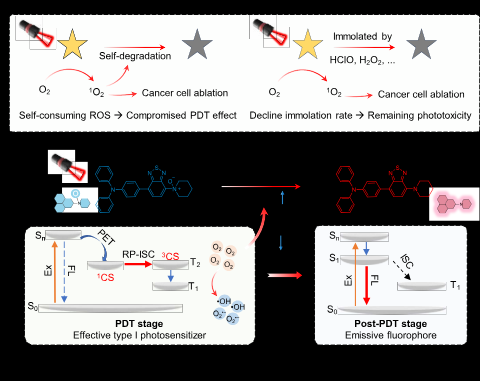 Self-degradation
O₂
¹O₂
Cancer cell ablation
Self-consuming ROS → Compromised PDT effect
Immolated by
HClO, H₂O₂, ...
O₂
¹O₂
Cancer cell ablation
Decline immolation rate → Remaining phototoxicity
Sₙ
PET
RP-ISC
³CS
¹CS
T₂
T₁
Ex
FL
S₀
PDT stage
Effective type I photosensitizer
O₂ O₂
O₂ O₂
•OH
•OH
O₂•⁻ O₂•⁻
Sₙ
S₁
ISC
T₁
Ex
FL
S₀
Post-PDT stage
Emissive fluorophore